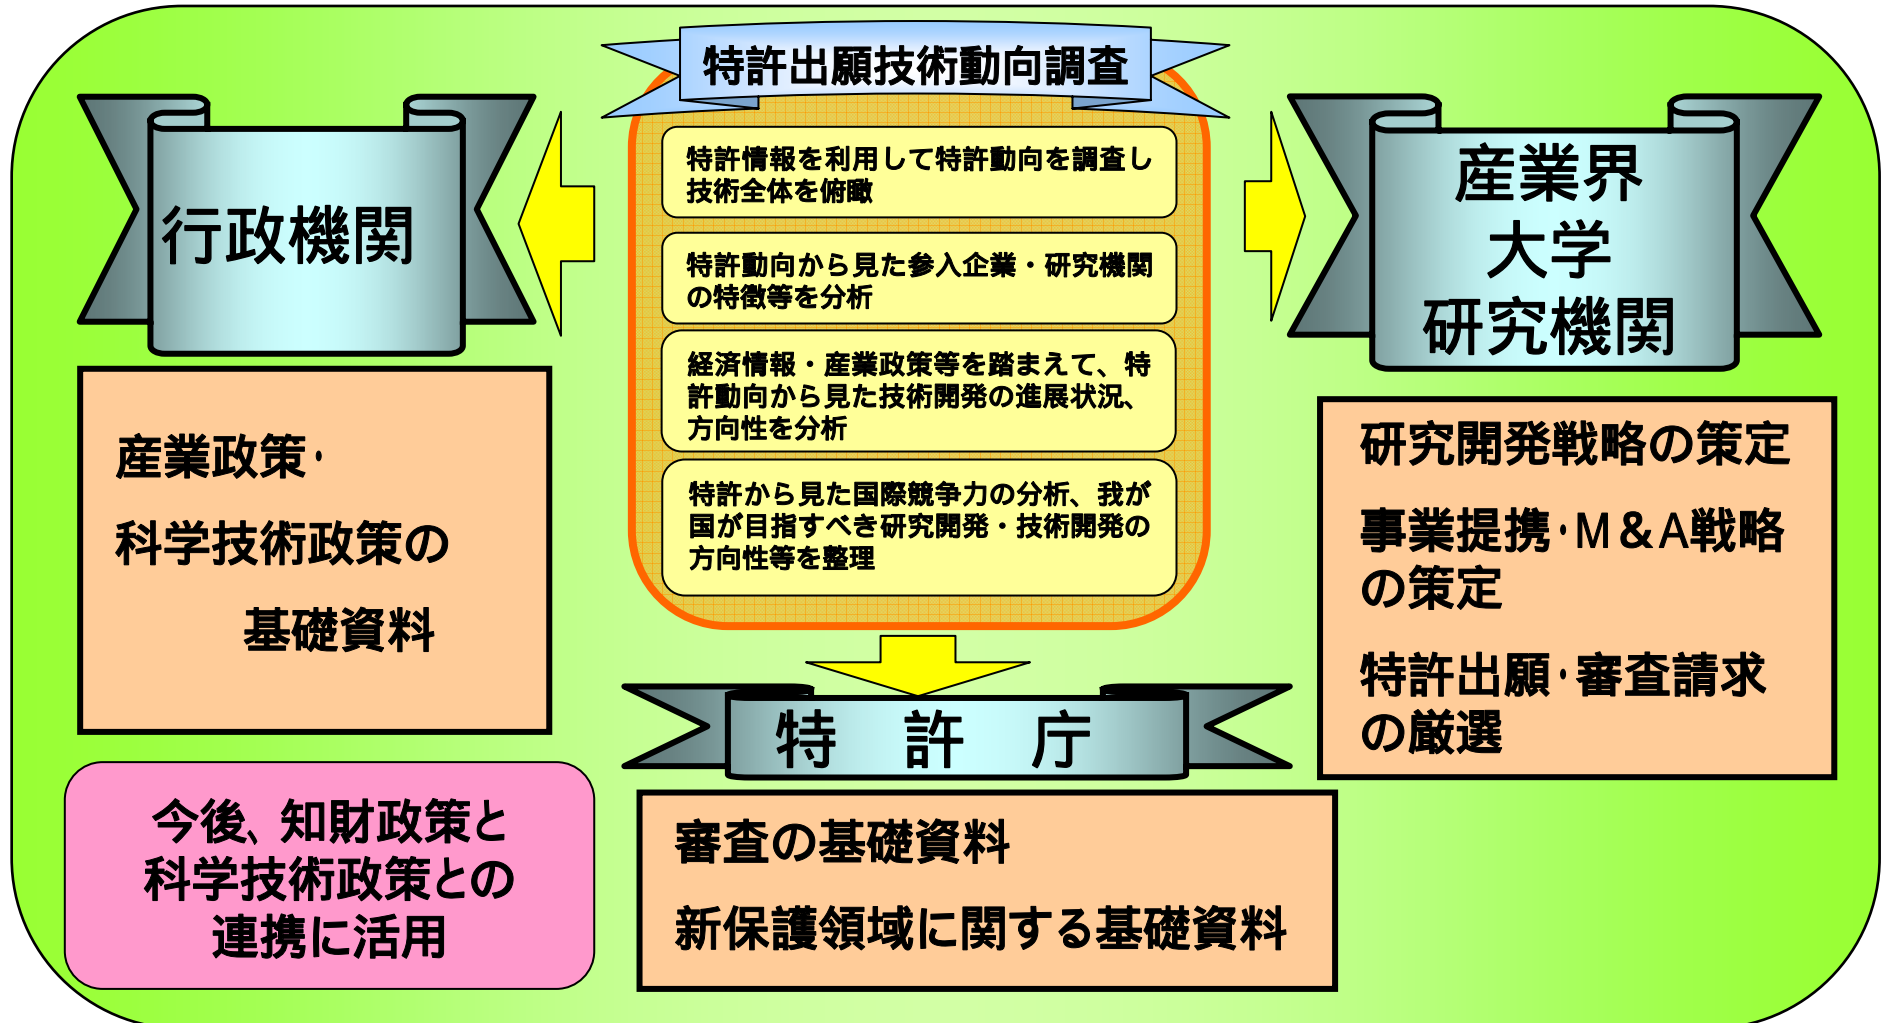 特許出願技術動向調査
特許情報を利用して特許動向を調査し
技術全体を俯瞰
特許動向から見た参入企業・研究機関
の特徴等を分析
経済情報・産業政策等を踏まえて、特
許動向から見た技術開発の進展状況、
方向性を分析
特許から見た国際競争力の分析、我が
国が目指すべき研究開発・技術開発の
方向性等を整理
行政機関
産業政策・
科学技術政策の
基礎資料
今後、知財政策と
科学技術政策との
連携に活用
特 許 庁
審査の基礎資料
新保護領域に関する基礎資料
産業界
大学
研究機関
研究開発戦略の策定
事業提携・M&A戦略
の策定
特許出願・審査請求
の厳選